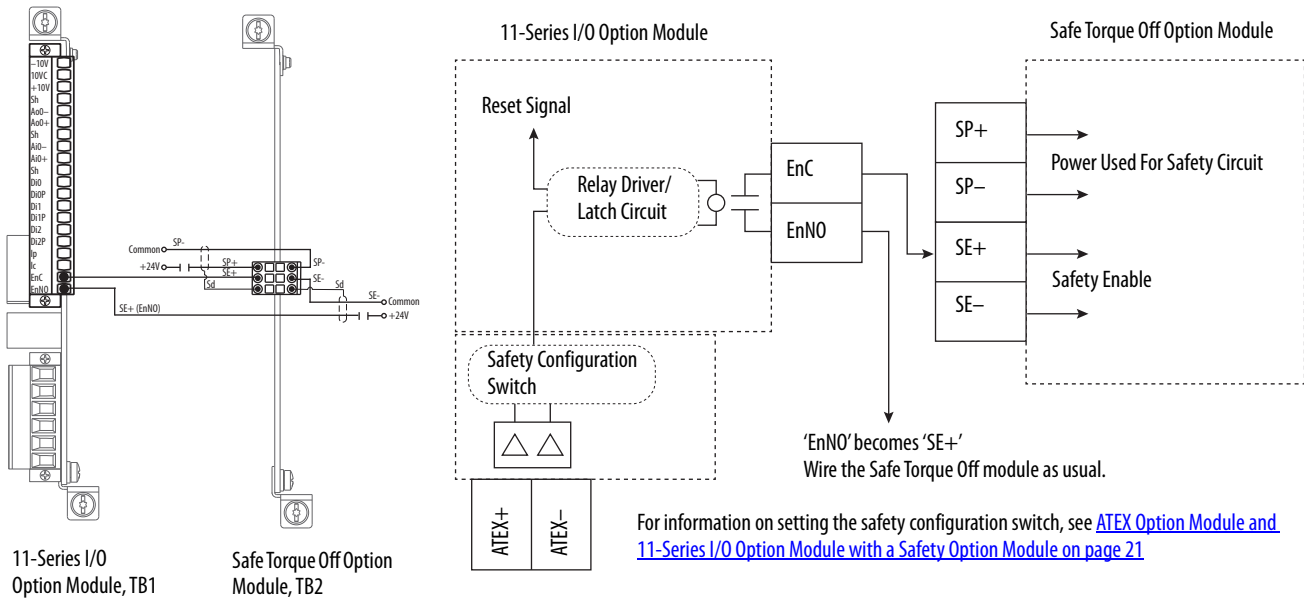 −10V
10VC
+10V
Sh
Ao0−
Ao0+
Sh
Ai0−
Ai0+
Sh
Di0
Di0P
Di1
Di1P
Di2
Di2P
Ip
Ic
EnC
EnNO
Common
SP-
+24V
SP+
SE+
Sd
SP-
SE-
Sd
SE-
Common
+24V
SE+ (EnNO)
11-Series I/O
Option Module, TB1
Safe Torque Off Option
Module, TB2
11-Series I/O Option Module
Reset Signal
Relay Driver/
Latch Circuit
EnC
EnNO
Safety Configuration
Switch
ATEX+
ATEX−
Safe Torque Off Option Module
SP+
SP−
SE+
SE−
Power Used For Safety Circuit
Safety Enable
‘EnNO’ becomes ‘SE+’
Wire the Safe Torque Off module as usual.
For information on setting the safety configuration switch, see ATEX Option Module and
11-Series I/O Option Module with a Safety Option Module on page 21